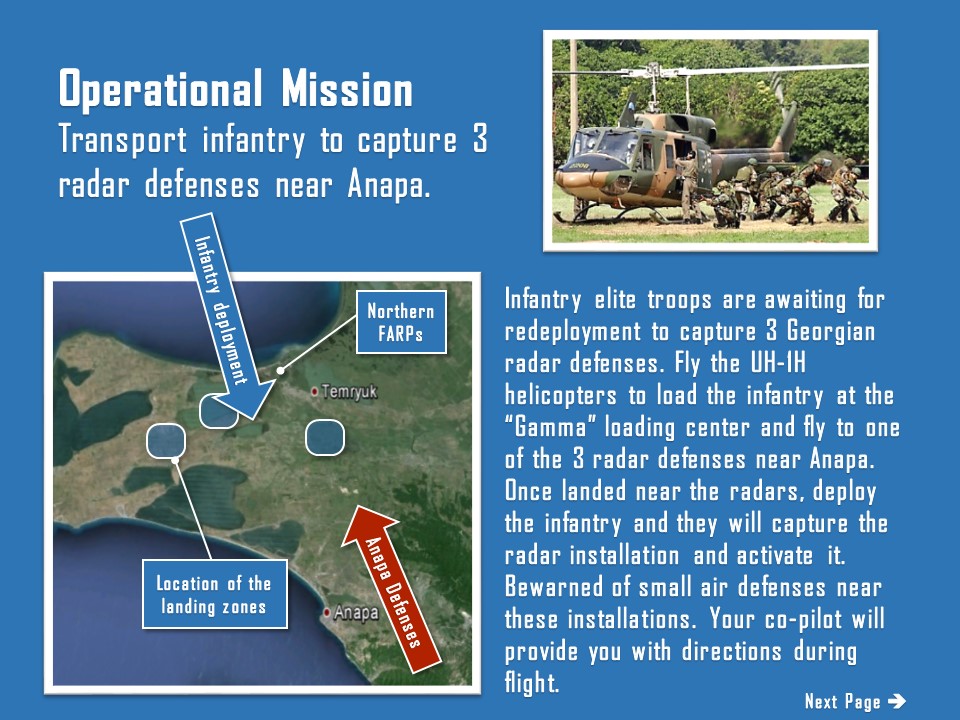 Operational Mission
Transport infantry to capture 3
radar defenses near Anapa.
Infantry deployment
Northern
FARPs
Temryuk
Anapa Defenses
Location of the
landing zones
Anapa
Infantry elite troops are awaiting for
redeployment to capture 3 Georgian
radar defenses. Fly the UH-1H
helicopters to load the infantry at the
“Gamma” loading center and fly to one
of the 3 radar defenses near Anapa.
Once landed near the radars, deploy
the infantry and they will capture the
radar installation and activate it.
Bewarned of small air defenses near
these installations. Your co-pilot will
provide you with directions during
flight.
Next Page →